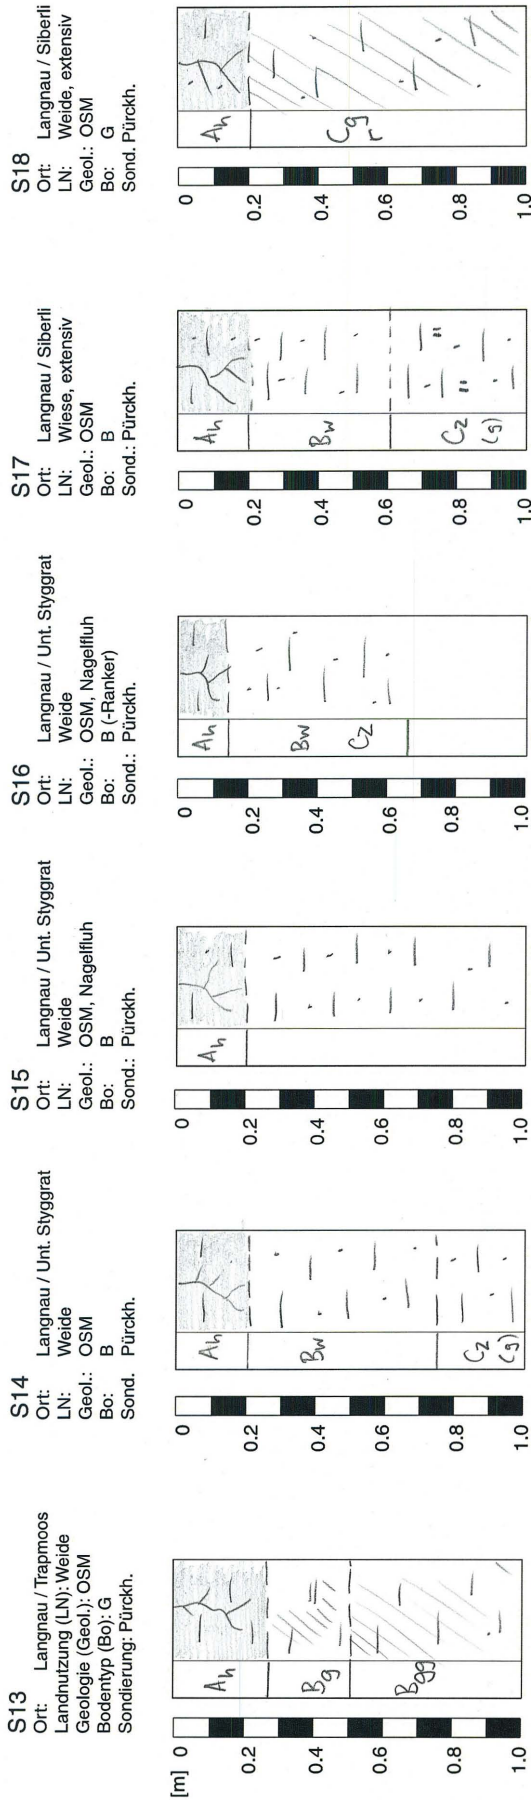 S13
Ort: Langnau / Trapmoos
Landnutzung (LN): Weide
Geologie (Geol.): OSM
Bodentyp (Bo): G
Sondierung: Pürckh.
[m]
0
0.2
0.4
0.6
0.8
1.0
Ah
Bg
Bgg
S14
Ort: Langnau / Unt. Styggrat
LN: Weide
Geol.: OSM
Bo: B
Sond. Pürckh.
0
0.2
0.4
0.6
0.8
1.0
Ah
Bw
Cz
(g)
S15
Ort: Langnau / Unt. Styggrat
LN: Weide
Geol.: OSM, Nagelfluh
Bo: B
Sond.: Pürckh.
0
0.2
0.4
0.6
0.8
1.0
Ah
S16
Ort: Langnau / Unt. Styggrat
LN: Weide
Geol.: OSM, Nagelfluh
Bo: B (-Ranker)
Sond.: Pürckh.
0
0.2
0.4
0.6
0.8
1.0
Ah
Bw
Cz
S17
Ort: Langnau / Siberli
LN: Wiese, extensiv
Geol.: OSM
Bo: B
Sond.: Pürckh.
0
0.2
0.4
0.6
0.8
1.0
Ah
Bw
Cz
(g)
S18
Ort: Langnau / Siberli
LN: Weide, extensiv
Geol.: OSM
Bo: G
Sond. Pürckh.
0
0.2
0.4
0.6
0.8
1.0
Ah
Cg
r